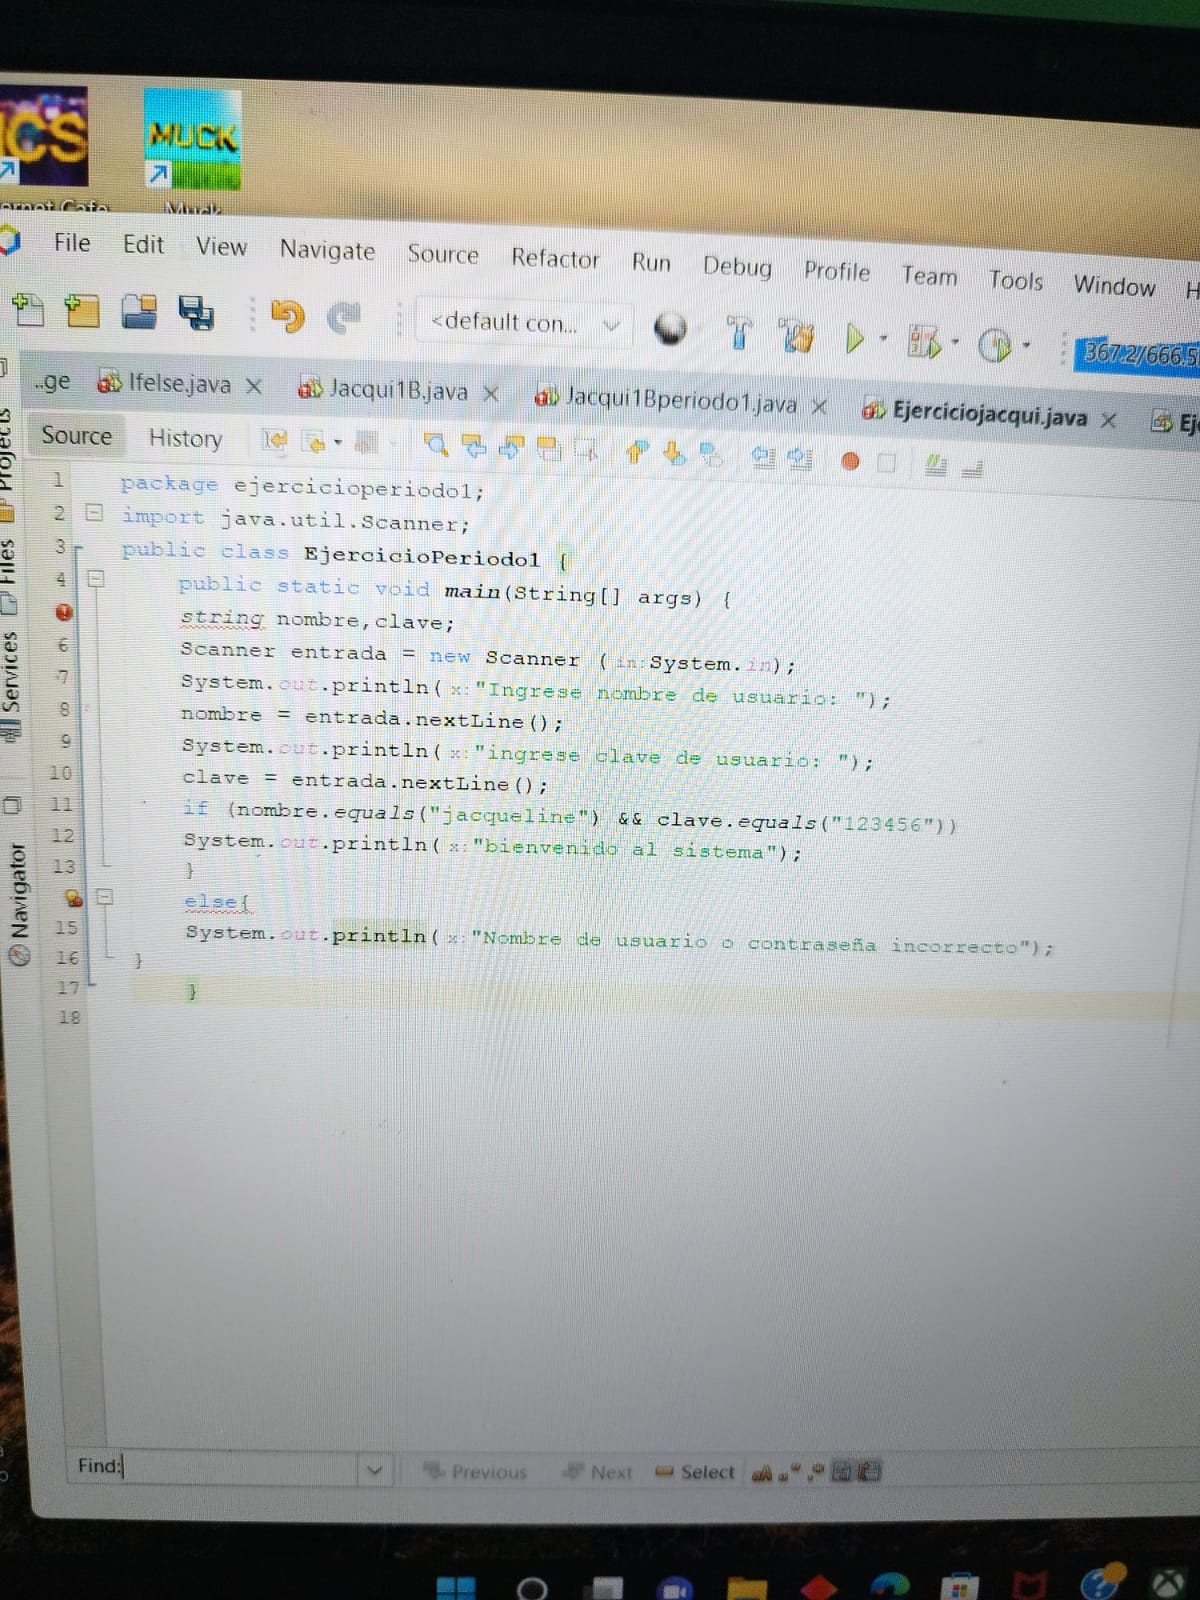 MUCK
Muck
File Edit View Navigate Source Refactor Run Debug Profile Team Tools Window
<default con...
367.2/666.5
..ge Ifelse.java Jacqui1B.java Jacqui1Bperiodo1.java Ejerciciojacqui.java
Source History
Projects
Files
Services
Navigator
1 package ejercicioperiodo1;
2 import java.util.Scanner;
3 public class EjercicioPeriodo1 {
4 public static void main(String[] args) {
string nombre,clave;
6 Scanner entrada = new Scanner (in:System.in);
7 System.out.println(x:"Ingrese nombre de usuario: ");
8 nombre = entrada.nextLine();
9 System.out.println(x:"ingrese clave de usuario: ");
10 clave = entrada.nextLine();
11 if (nombre.equals("jacqueline") && clave.equals("123456"))
12 System.out.println(x:"bienvenido al sistema");
13 }
else{
15 System.out.println(x:"Nombre de usuario o contraseña incorrecto");
16 }
17 }
18
Find: Previous Next Select